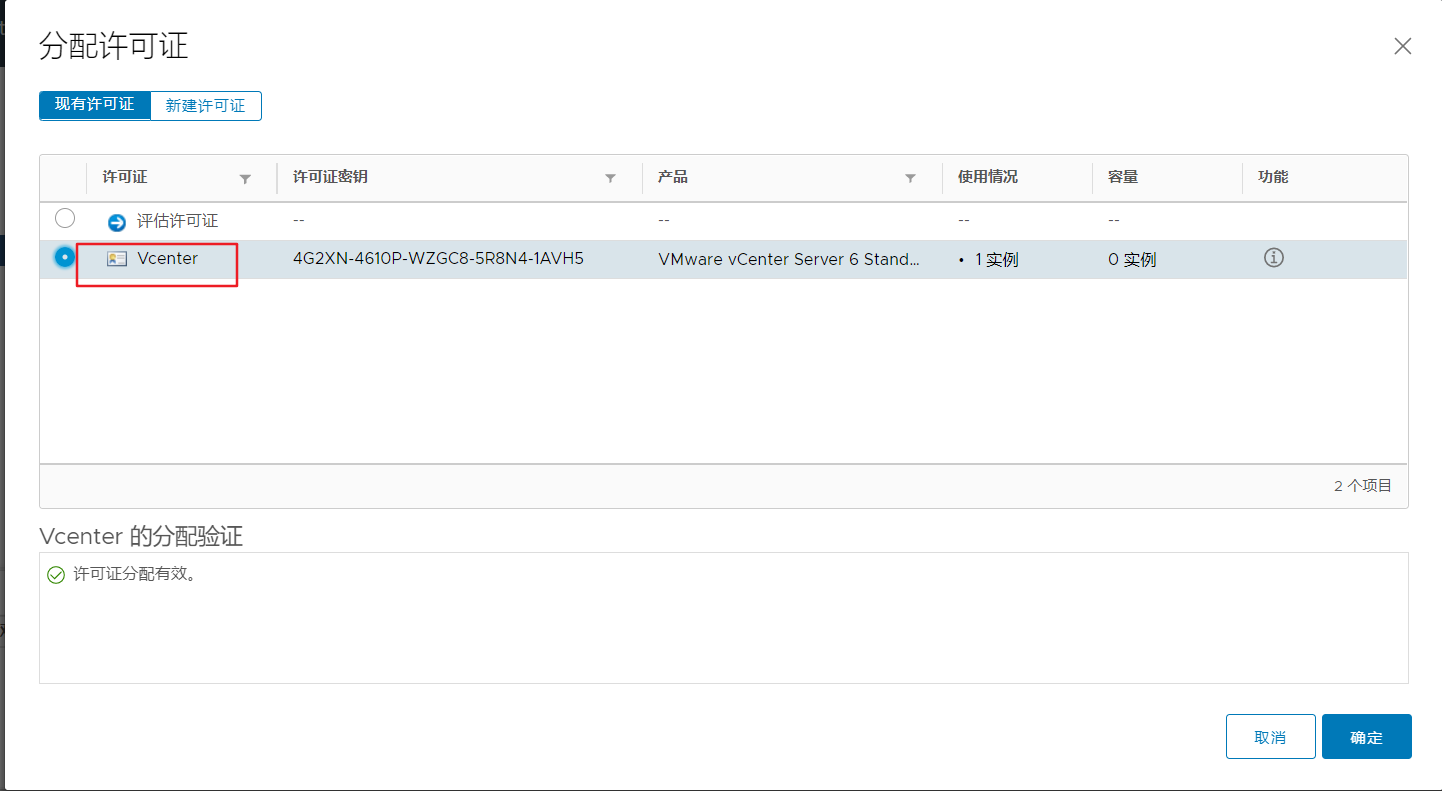 分配许可证
现有许可证 新建许可证
许可证 许可证密钥 产品 使用情况 容量 功能
评估许可证 -- -- -- --
Vcenter 4G2XN-4610P-WZGC8-5R8N4-1AVH5 VMware vCenter Server 6 Stand... • 1 实例 0 实例
2 个项目
Vcenter 的分配验证
许可证分配有效。
取消 确定